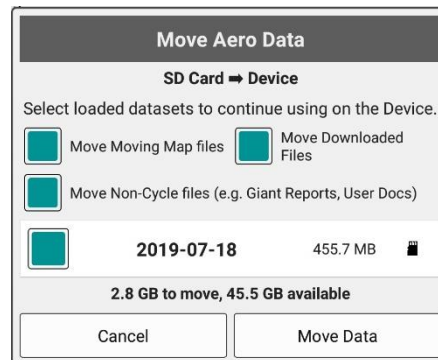 Move Aero Data
SD Card ➡ Device
Select loaded datasets to continue using on the Device.
Move Moving Map files
Move Downloaded
Files
Move Non-Cycle files (e.g. Giant Reports, User Docs)
2019-07-18 455.7 MB
2.8 GB to move, 45.5 GB available
Cancel Move Data